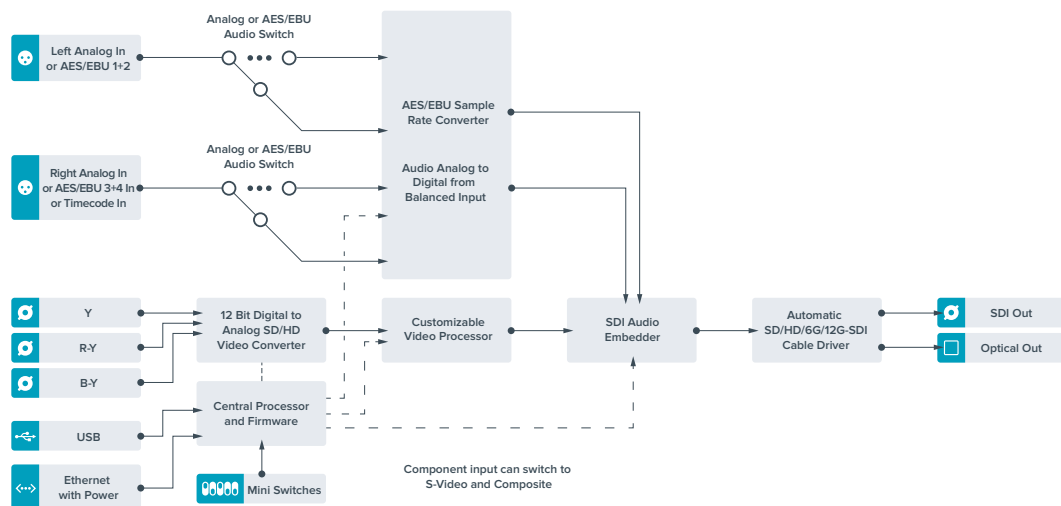 Analog or AES/EBU
Audio Switch
Left Analog In
or AES/EBU 1+2
AES/EBU Sample
Rate Converter
Analog or AES/EBU
Audio Switch
Right Analog In
or AES/EBU 3+4 In
or Timecode In
Audio Analog to
Digital from
Balanced Input
Y
R-Y
B-Y
12 Bit Digital to
Analog SD/HD
Video Converter
Customizable
Video Processor
SDI Audio
Embedder
Automatic
SD/HD/6G/12G-SDI
Cable Driver
SDI Out
Optical Out
Central Processor
and Firmware
USB
Ethernet
with Power
Mini Switches
Component input can switch to
S-Video and Composite